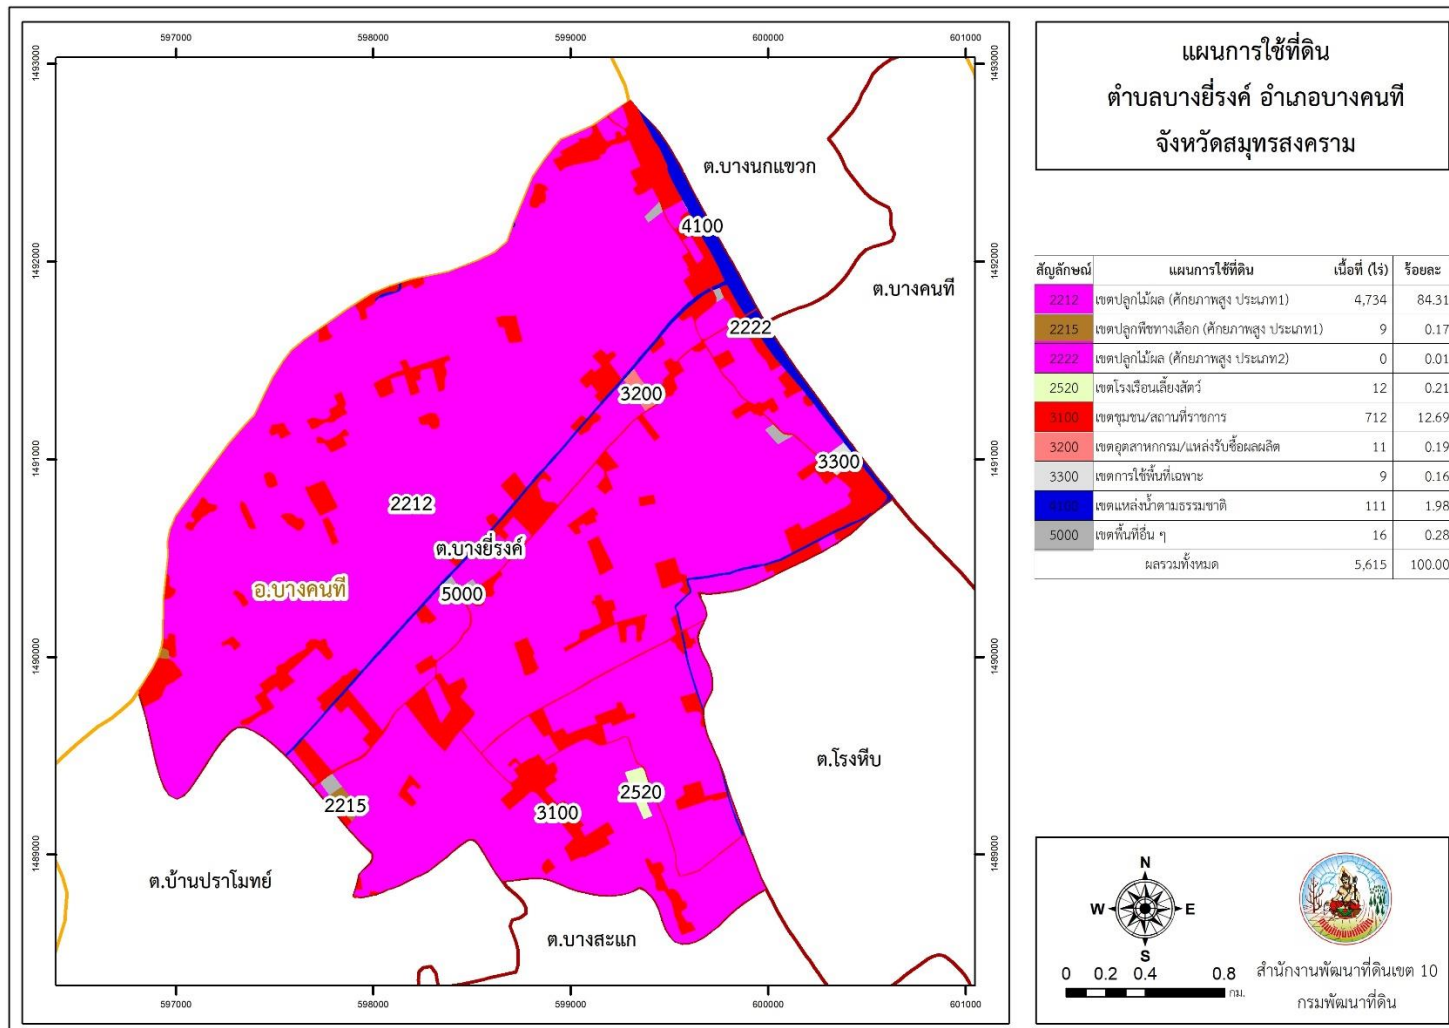 แผนการใช้ที่ดิน
ตำบลบางยี่รงค์ อำเภอบางคนที
จังหวัดสมุทรสงคราม
597000 598000 599000 600000 601000
1493000 1493000
ต.บางนกแขวก
4100
1492000 1492000
ต.บางคนที
2222
3200
1491000 1491000
3300
2212
ต.บางยี่รงค์
อ.บางคนที
5000
1490000 1490000
ต.โรงหีบ
2520
2215
3100
1489000 1489000
ต.บ้านปราโมทย์
ต.บางสะแก
597000 598000 599000 600000 601000
สัญลักษณ์ แผนการใช้ที่ดิน เนื้อที่ (ไร่) ร้อยละ
2212 เขตปลูกไม้ผล (ศักยภาพสูง ประเภท1) 4,734 84.31
2215 เขตปลูกพืชทางเลือก (ศักยภาพสูง ประเภท1) 9 0.17
2222 เขตปลูกไม้ผล (ศักยภาพสูง ประเภท2) 0 0.01
2520 เขตโรงเรือนเลี้ยงสัตว์ 12 0.21
3100 เขตชุมชน/สถานที่ราชการ 712 12.69
3200 เขตอุตสาหกกรม/แหล่งรับซื้อผลผลิต 11 0.19
3300 เขตการใช้พื้นที่เฉพาะ 9 0.16
4100 เขตแหล่งน้ำตามธรรมชาติ 111 1.98
5000 เขตพื้นที่อื่น ๆ 16 0.28
ผลรวมทั้งหมด 5,615 100.00
N
W E
S
0 0.2 0.4 0.8
กม.
สำนักงานพัฒนาที่ดินเขต 10
กรมพัฒนาที่ดิน